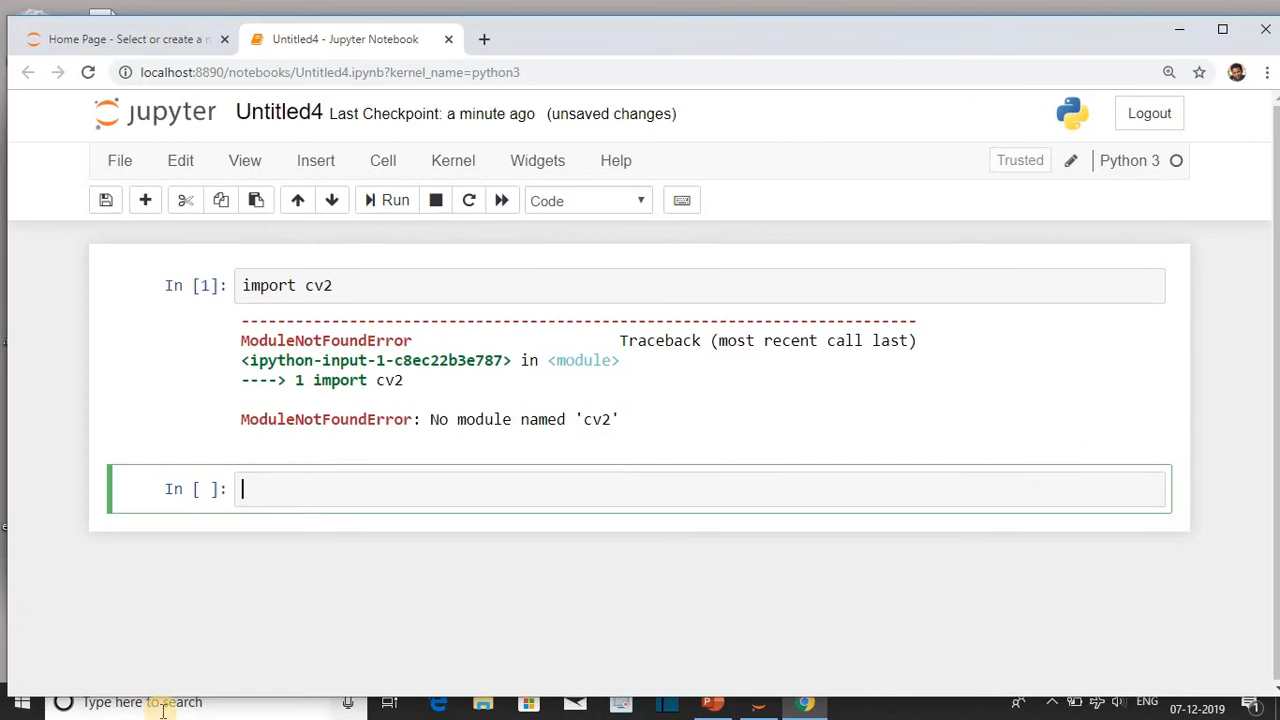 Home Page - Select or create a n
Untitled4 - Jupyter Notebook
localhost:8890/notebooks/Untitled4.ipynb?kernel_name=python3
jupyter Untitled4 Last Checkpoint: a minute ago (unsaved changes)
Logout
File Edit View Insert Cell Kernel Widgets Help
Trusted
Python 3
Run
Code
In [1]: import cv2
---------------------------------------------------------------------------
ModuleNotFoundError Traceback (most recent call last)
<ipython-input-1-c8ec22b3e787> in <module>
----> 1 import cv2
ModuleNotFoundError: No module named 'cv2'
In [ ]:
Type here to search
ENG
07-12-2019
1